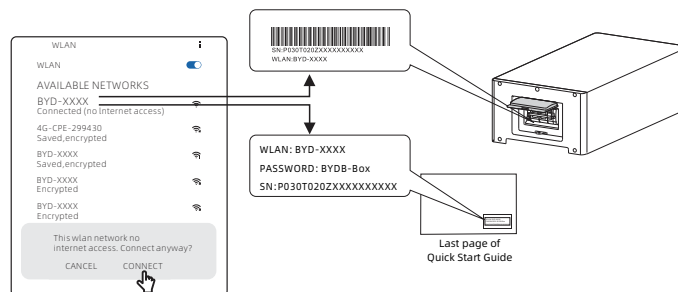 WLAN
WLAN
AVAILABLE NETWORKS
BYD-XXXX
Connected (no Internet access)
4G-CPE-299430
Saved,encrypted
BYD-XXXX
Saved,encrypted
BYD-XXXX
Encrypted
BYD-XXXX
Encrypted
This wlan network no
internet access. Connect anyway?
CANCEL CONNECT
SN:P030T020ZXXXXXXXXXX
WLAN:BYD-XXXX
WLAN: BYD-XXXX
PASSWORD: BYDB-Box
SN:P030T020ZXXXXXXXXXX
Last page of
Quick Start Guide